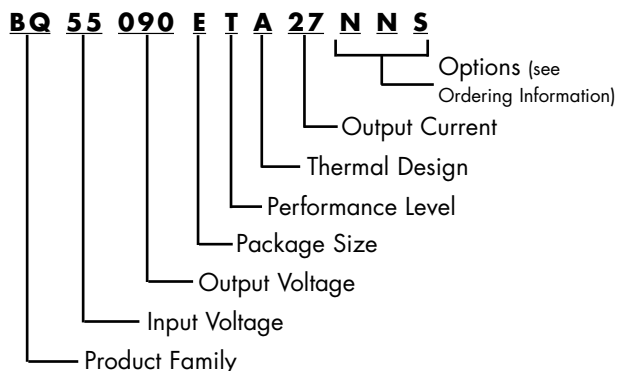 BQ 55 090 E T A 27 N N S
Options (see
Ordering Information)
Output Current
Thermal Design
Performance Level
Package Size
Output Voltage
Input Voltage
Product Family